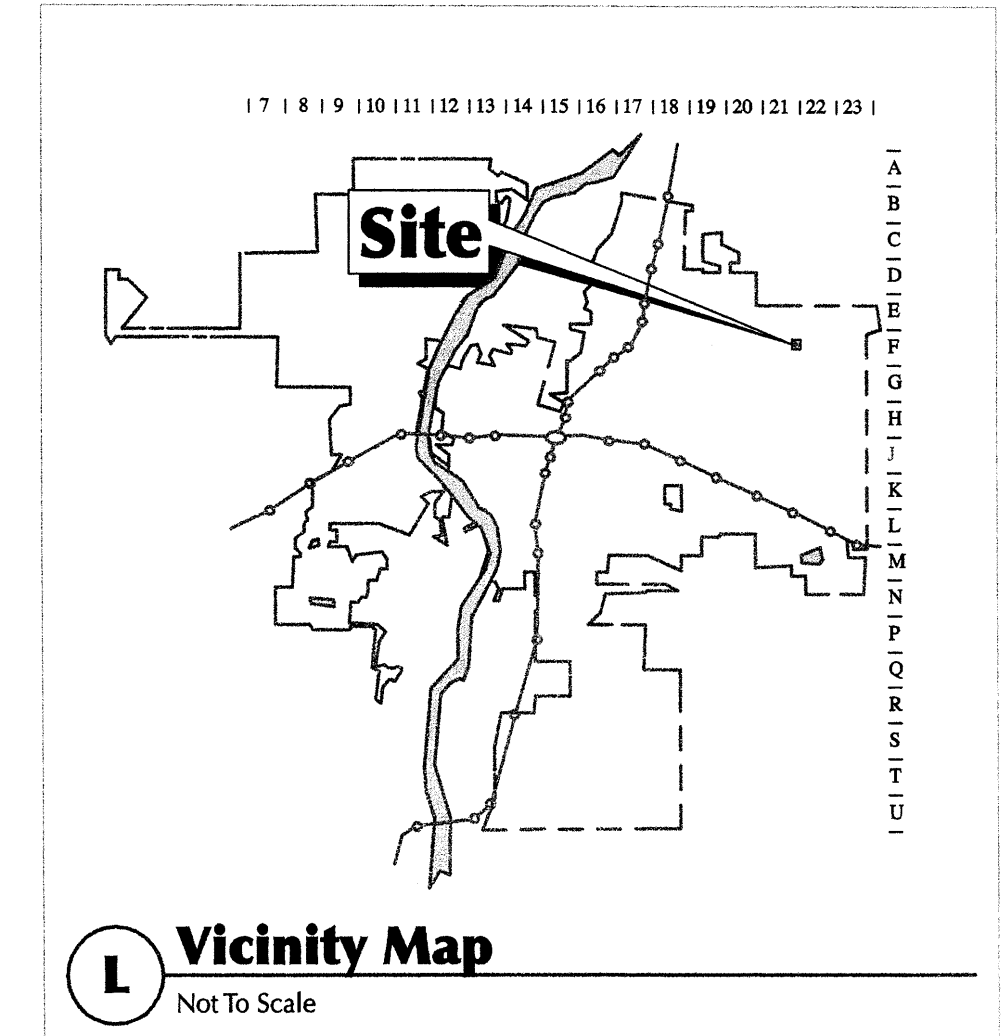 | 7 | 8 | 9 | 10 | 11 | 12 | 13 | 14 | 15 | 16 | 17 | 18 | 19 | 20 | 21 | 22 | 23 |
A
B
C
D
E
F
G
H
J
K
L
M
N
P
Q
R
S
T
U
Site
L
Vicinity Map
Not To Scale